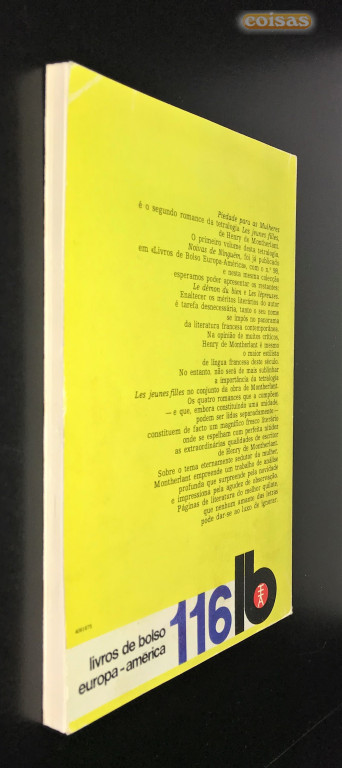 coisas
Piedade para as Mulheres
é o segundo romance da tetralogia Les jeunes filles,
de Henry de Montherlant.
O primeiro volume desta tetralogia,
Noivas de Ninguém, foi já publicado
em «Livros de Bolso Europa-América», com o n.º 99,
e nesta mesma colecção
esperamos poder apresentar os restantes:
Le démon du bien e Les lépreuses.
Enaltecer os méritos literários do autor
é tarefa desnecessária, tanto o seu nome
se impôs no panorama
da literatura francesa contemporânea.
Na opinião de muitos críticos,
Henry de Montherlant é mesmo
o maior estilista
de língua francesa deste século.
No entanto, não será de mais sublinhar
a importância da tetralogia
Les jeunes filles no conjunto da obra de Montherlant.
Os quatro romances que a compõem
— e que, embora constituindo uma unidade,
podem ser lidos separadamente —
constituem de facto um magnífico fresco literário
onde se espelham com perfeita nitidez
as extraordinárias qualidades de escritor
de Henry de Montherlant.
Sobre o tema eternamente sedutor da mulher,
Montherlant empreende um trabalho de análise
profunda que surpreende pela novidade
e impressiona pela agudez de observação.
Páginas de literatura do melhor quilate,
que nenhum amante das letras
pode dar-se ao luxo de ignorar.
livros de bolso
europa-américa
116
lb